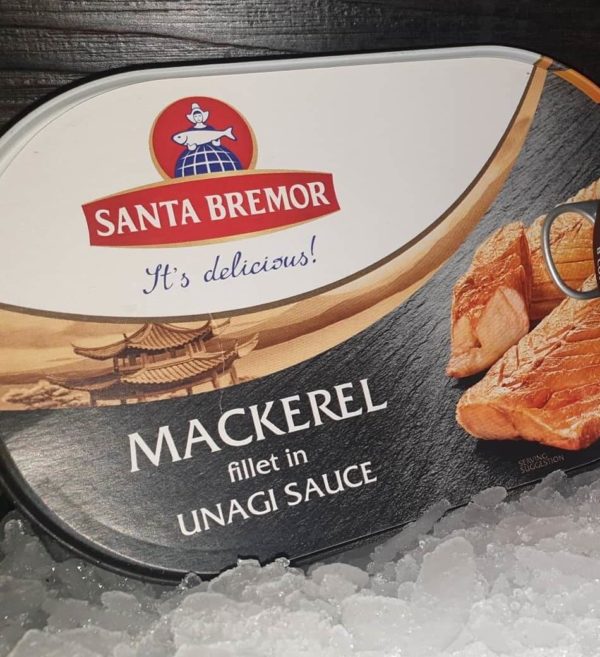 SANTA BREMOR
It's delicious!
MACKEREL
fillet in
UNAGI SAUCE
SERVING
SUGGESTION